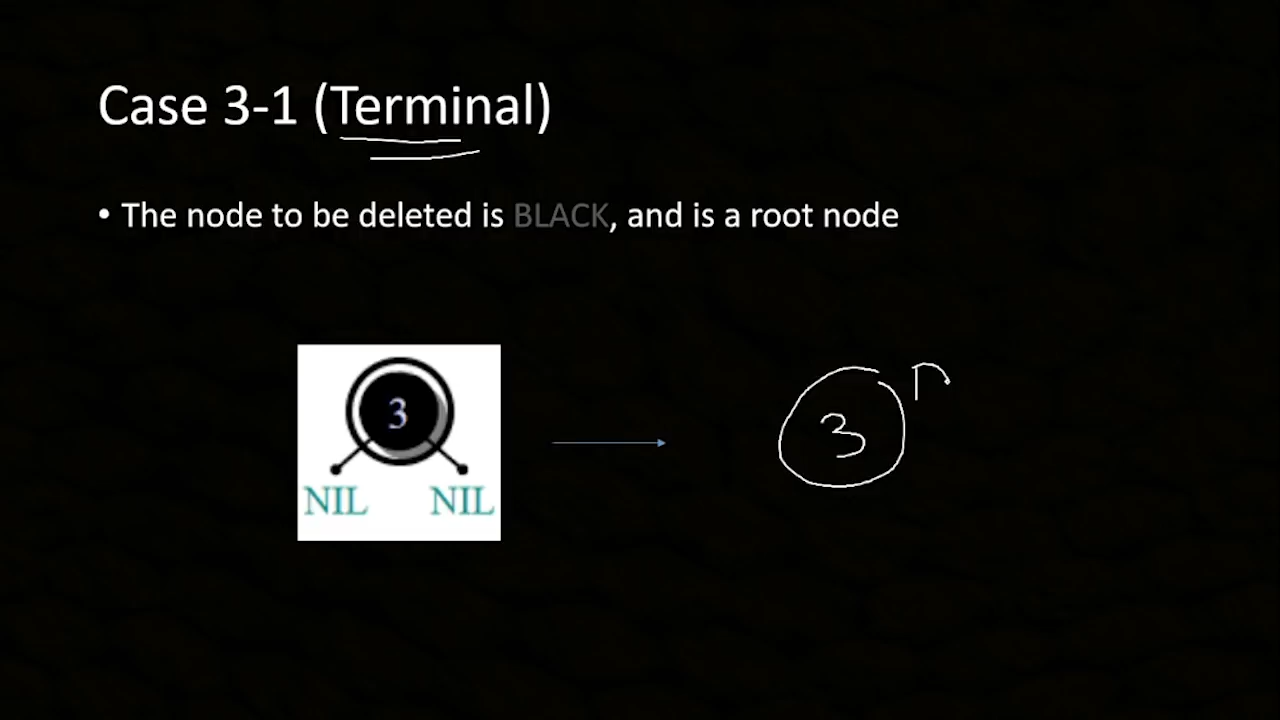 Case 3-1 (Terminal)
• The node to be deleted is BLACK, and is a root node
3
NIL NIL
3